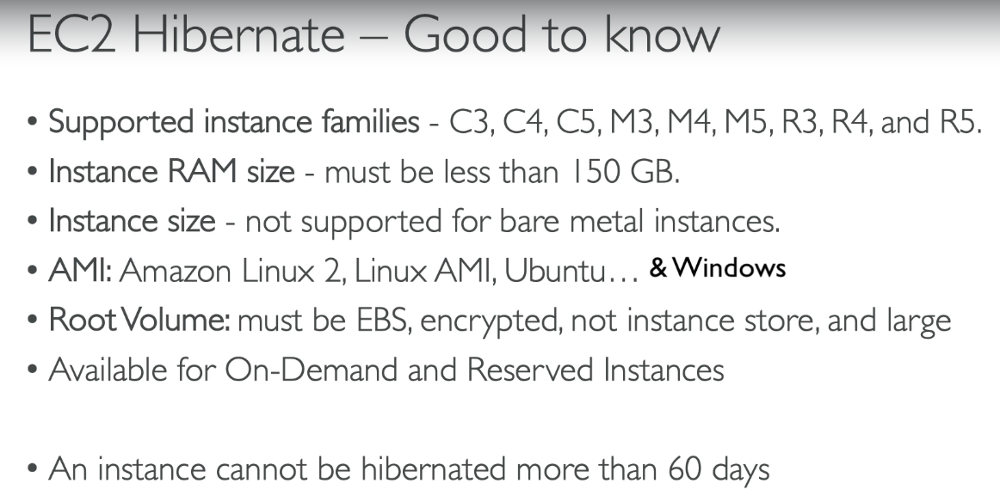 EC2 Hibernate – Good to know
• Supported instance families - C3, C4, C5, M3, M4, M5, R3, R4, and R5.
• Instance RAM size - must be less than 150 GB.
• Instance size - not supported for bare metal instances.
• AMI: Amazon Linux 2, Linux AMI, Ubuntu… & Windows
• Root Volume: must be EBS, encrypted, not instance store, and large
• Available for On-Demand and Reserved Instances
• An instance cannot be hibernated more than 60 days